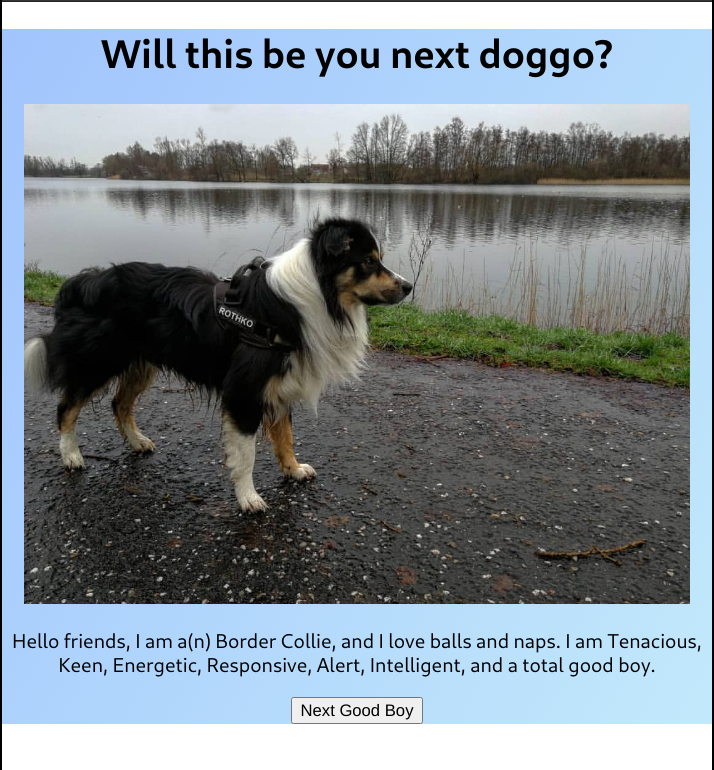 Will this be you next doggo?
ROTHKO
Hello friends, I am a(n) Border Collie, and I love balls and naps. I am Tenacious,
Keen, Energetic, Responsive, Alert, Intelligent, and a total good boy.
Next Good Boy